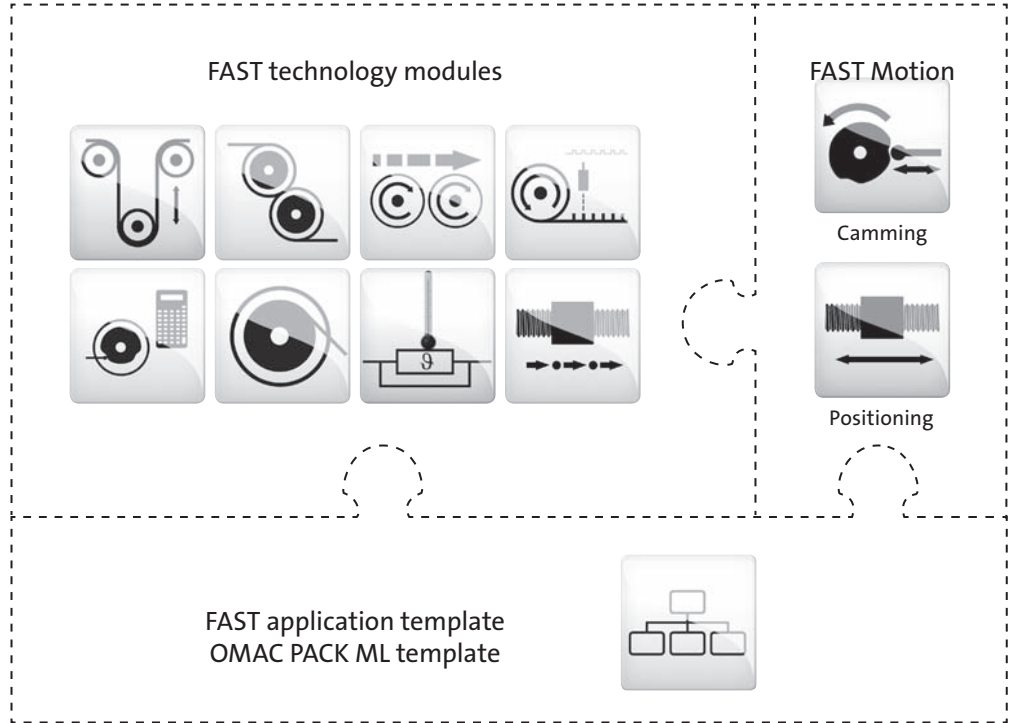 FAST technology modules
FAST Motion
Camming
ϑ
Positioning
FAST application template
OMAC PACK ML template